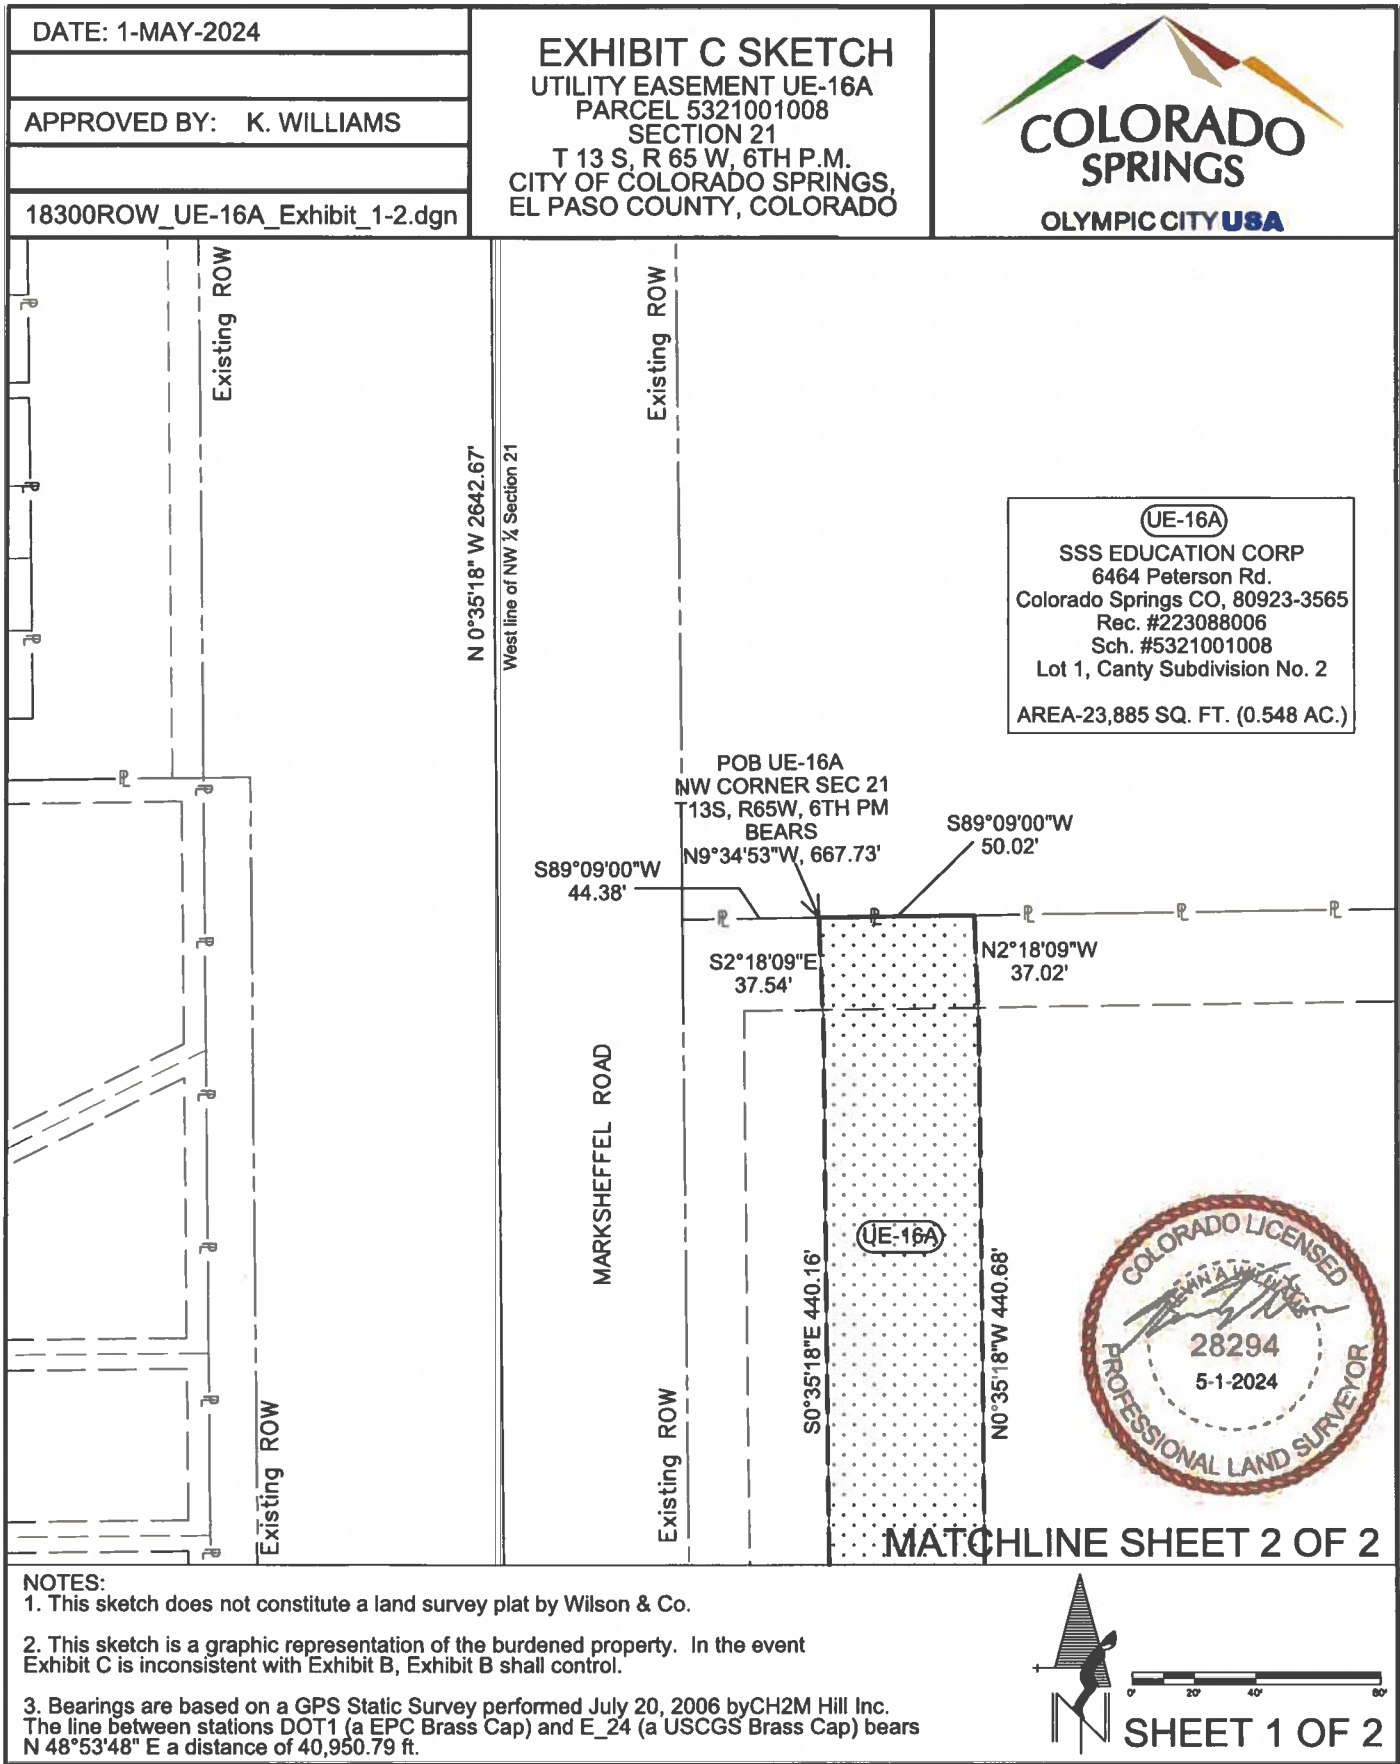 DATE: 1-MAY-2024
APPROVED BY: K. WILLIAMS
18300ROW_UE-16A_Exhibit_1-2.dgn
EXHIBIT C SKETCH
UTILITY EASEMENT UE-16A
PARCEL 5321001008
SECTION 21
T 13 S, R 65 W, 6TH P.M.
CITY OF COLORADO SPRINGS,
EL PASO COUNTY, COLORADO
COLORADO
SPRINGS
OLYMPIC CITY USA
Existing ROW
Existing ROW
N 0°35'18" W 2642.67'
West line of NW ¼ Section 21
UE-16A
SSS EDUCATION CORP
6464 Peterson Rd.
Colorado Springs CO, 80923-3565
Rec. #223088006
Sch. #5321001008
Lot 1, Canty Subdivision No. 2
AREA-23,885 SQ. FT. (0.548 AC.)
POB UE-16A
NW CORNER SEC 21
T13S, R65W, 6TH PM
BEARS
N9°34'53"W, 667.73'
S89°09'00"W
50.02'
S89°09'00"W
44.38'
S2°18'09"E
37.54'
N2°18'09"W
37.02'
MARKSHEFFEL ROAD
UE-16A
S0°35'18"E 440.16'
N0°35'18"W 440.68'
Existing ROW
Existing ROW
COLORADO LICENSED
KEVIN A WILLIAMS
28294
5-1-2024
PROFESSIONAL LAND SURVEYOR
MATCHLINE SHEET 2 OF 2
NOTES:
1. This sketch does not constitute a land survey plat by Wilson & Co.
2. This sketch is a graphic representation of the burdened property. In the event
Exhibit C is inconsistent with Exhibit B, Exhibit B shall control.
3. Bearings are based on a GPS Static Survey performed July 20, 2006 byCH2M Hill Inc.
The line between stations DOT1 (a EPC Brass Cap) and E_24 (a USCGS Brass Cap) bears
N 48°53'48" E a distance of 40,950.79 ft.
N
0' 20' 40' 80'
SHEET 1 OF 2